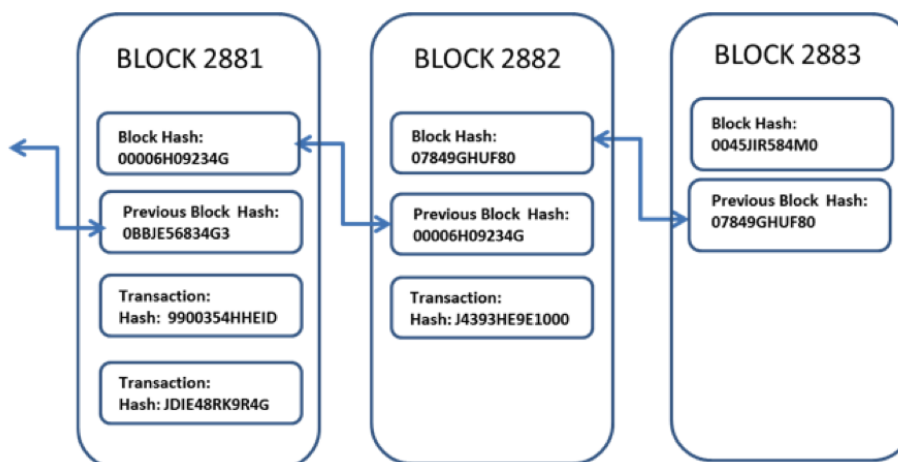 BLOCK 2881
Block Hash:
00006H09234G
Previous Block Hash:
0BBJE56834G3
Transaction:
Hash: 9900354HHEID
Transaction:
Hash: JDIE48RK9R4G
BLOCK 2882
Block Hash:
07849GHUF80
Previous Block Hash:
00006H09234G
Transaction:
Hash: J4393HE9E1000
BLOCK 2883
Block Hash:
0045JIR584M0
Previous Block Hash:
07849GHUF80